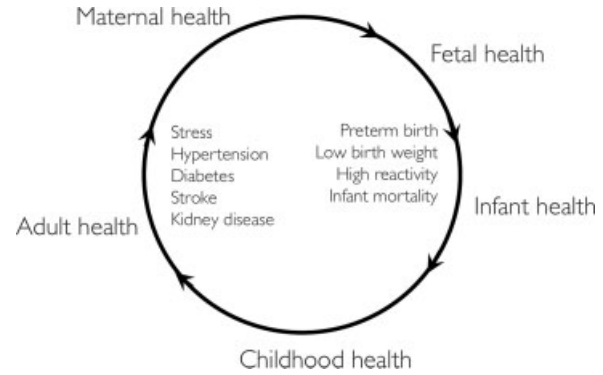 Maternal health
Fetal health
Stress
Hypertension
Diabetes
Stroke
Kidney disease
Preterm birth
Low birth weight
High reactivity
Infant mortality
Infant health
Adult health
Childhood health